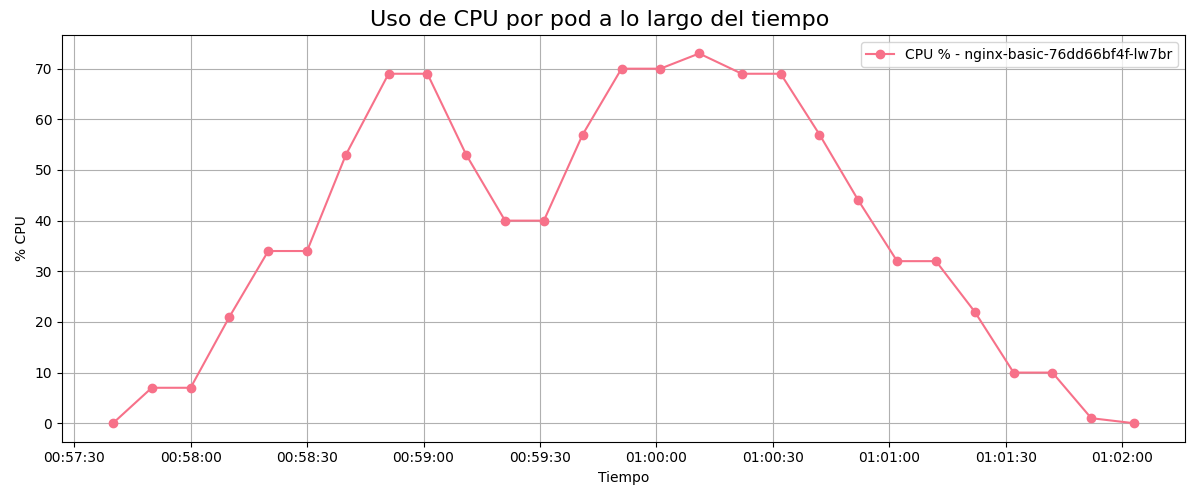 Uso de CPU por pod a lo largo del tiempo
CPU % - nginx-basic-76dd66bf4f-lw7br
% CPU
70
60
50
40
30
20
10
0
00:57:30 00:58:00 00:58:30 00:59:00 00:59:30 01:00:00 01:00:30 01:01:00 01:01:30 01:02:00
Tiempo